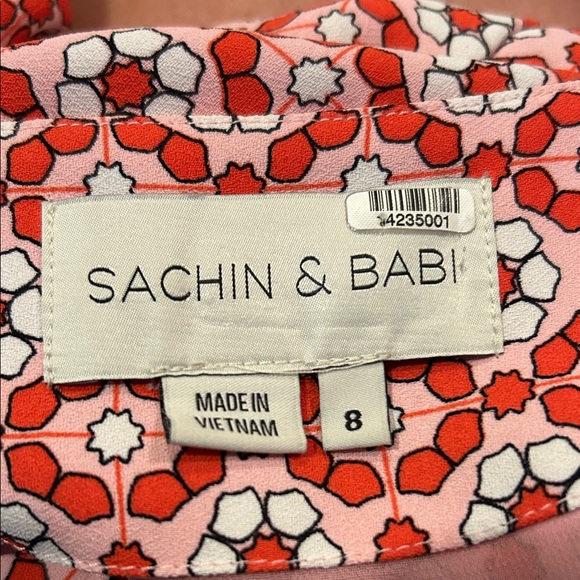 14235001
SACHIN & BABI
MADE IN
VIETNAM
8